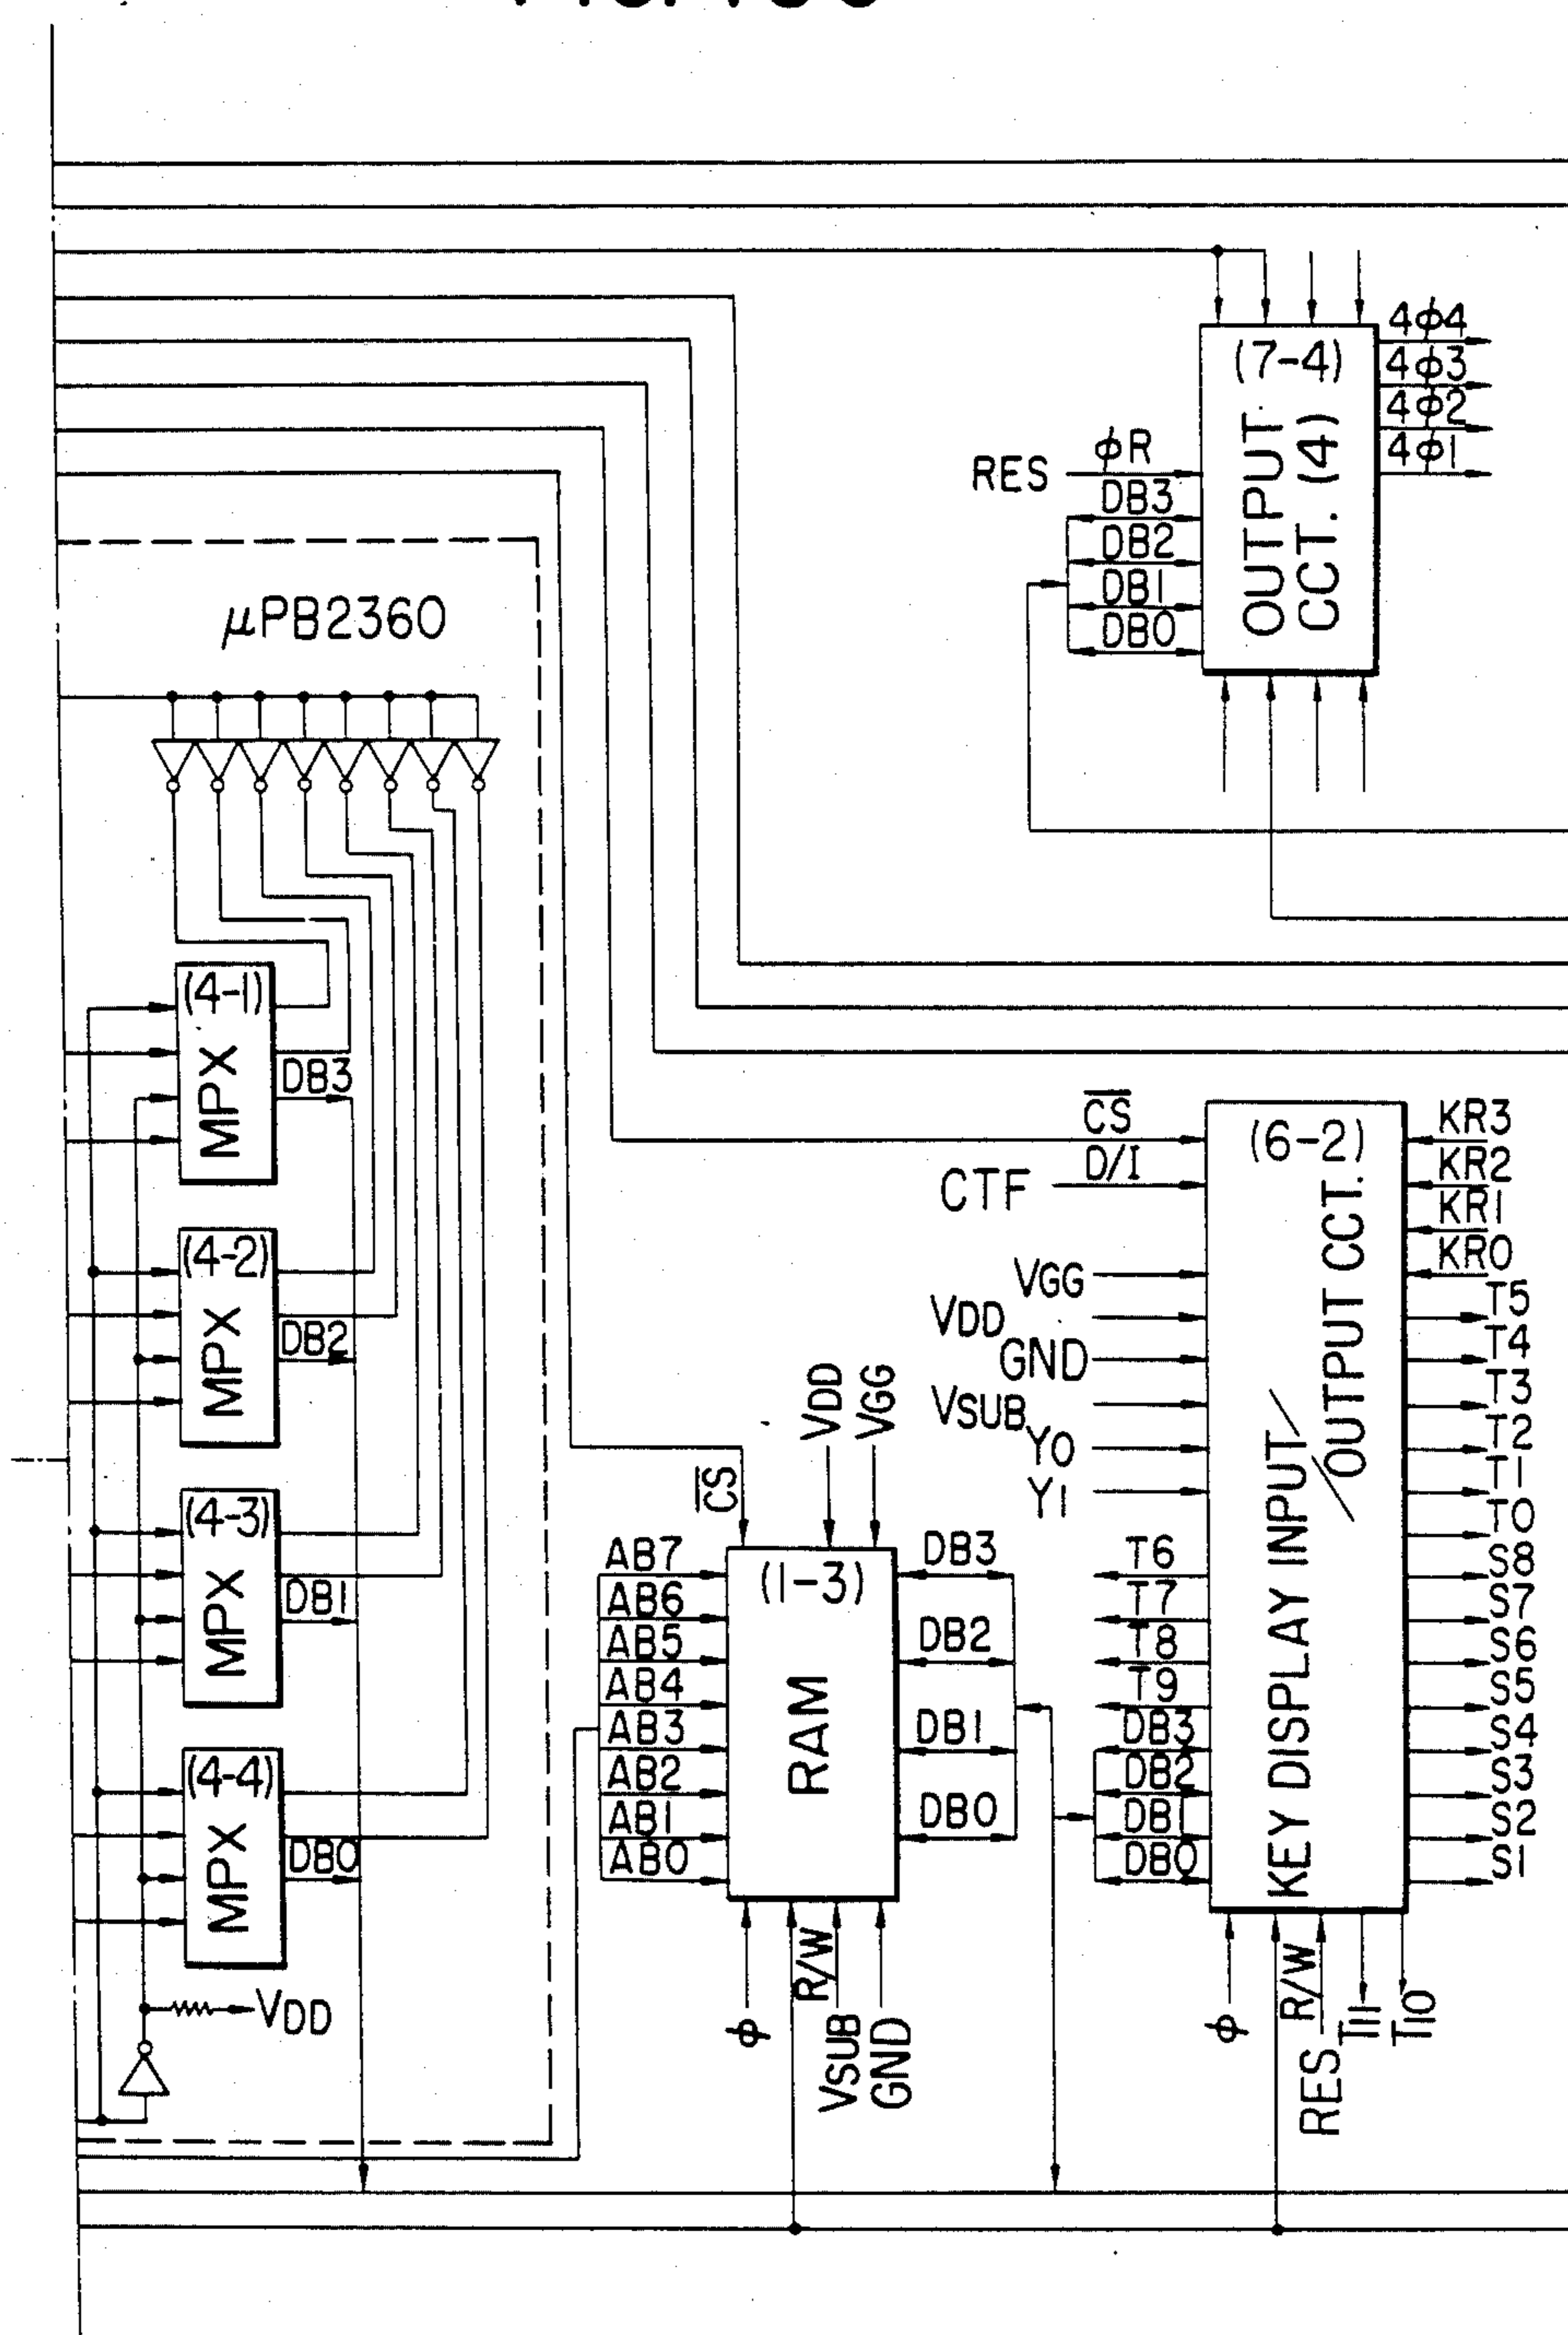 4ϕ4
(7-4)
4ϕ3
4ϕ2
ϕR
4ϕ1
RES
OUTPUT
CCT. (4)
DB3
DB2
DB1
DB0
μPB2360
(4-1)
MPX
DB3
(4-2)
MPX
DB2
(4-3)
MPX
DB1
(4-4)
MPX
DB0
VDD
CS
VDD
VGG
AB7
AB6
AB5
AB4
AB3
AB2
AB1
AB0
(1-3)
RAM
DB3
DB2
DB1
DB0
ϕ
R/W
VSUB
GND
CS
D/I
CTF
VGG
VDD
GND
VSUB
Y0
Y1
T6
T7
T8
T9
DB3
DB2
DB1
DB0
(6-2)
KEY DISPLAY INPUT/
/OUTPUT CCT.
KR3
KR2
KR1
KR0
T5
T4
T3
T2
T1
T0
S8
S7
S6
S5
S4
S3
S2
S1
ϕ
R/W
RES
T11
T10